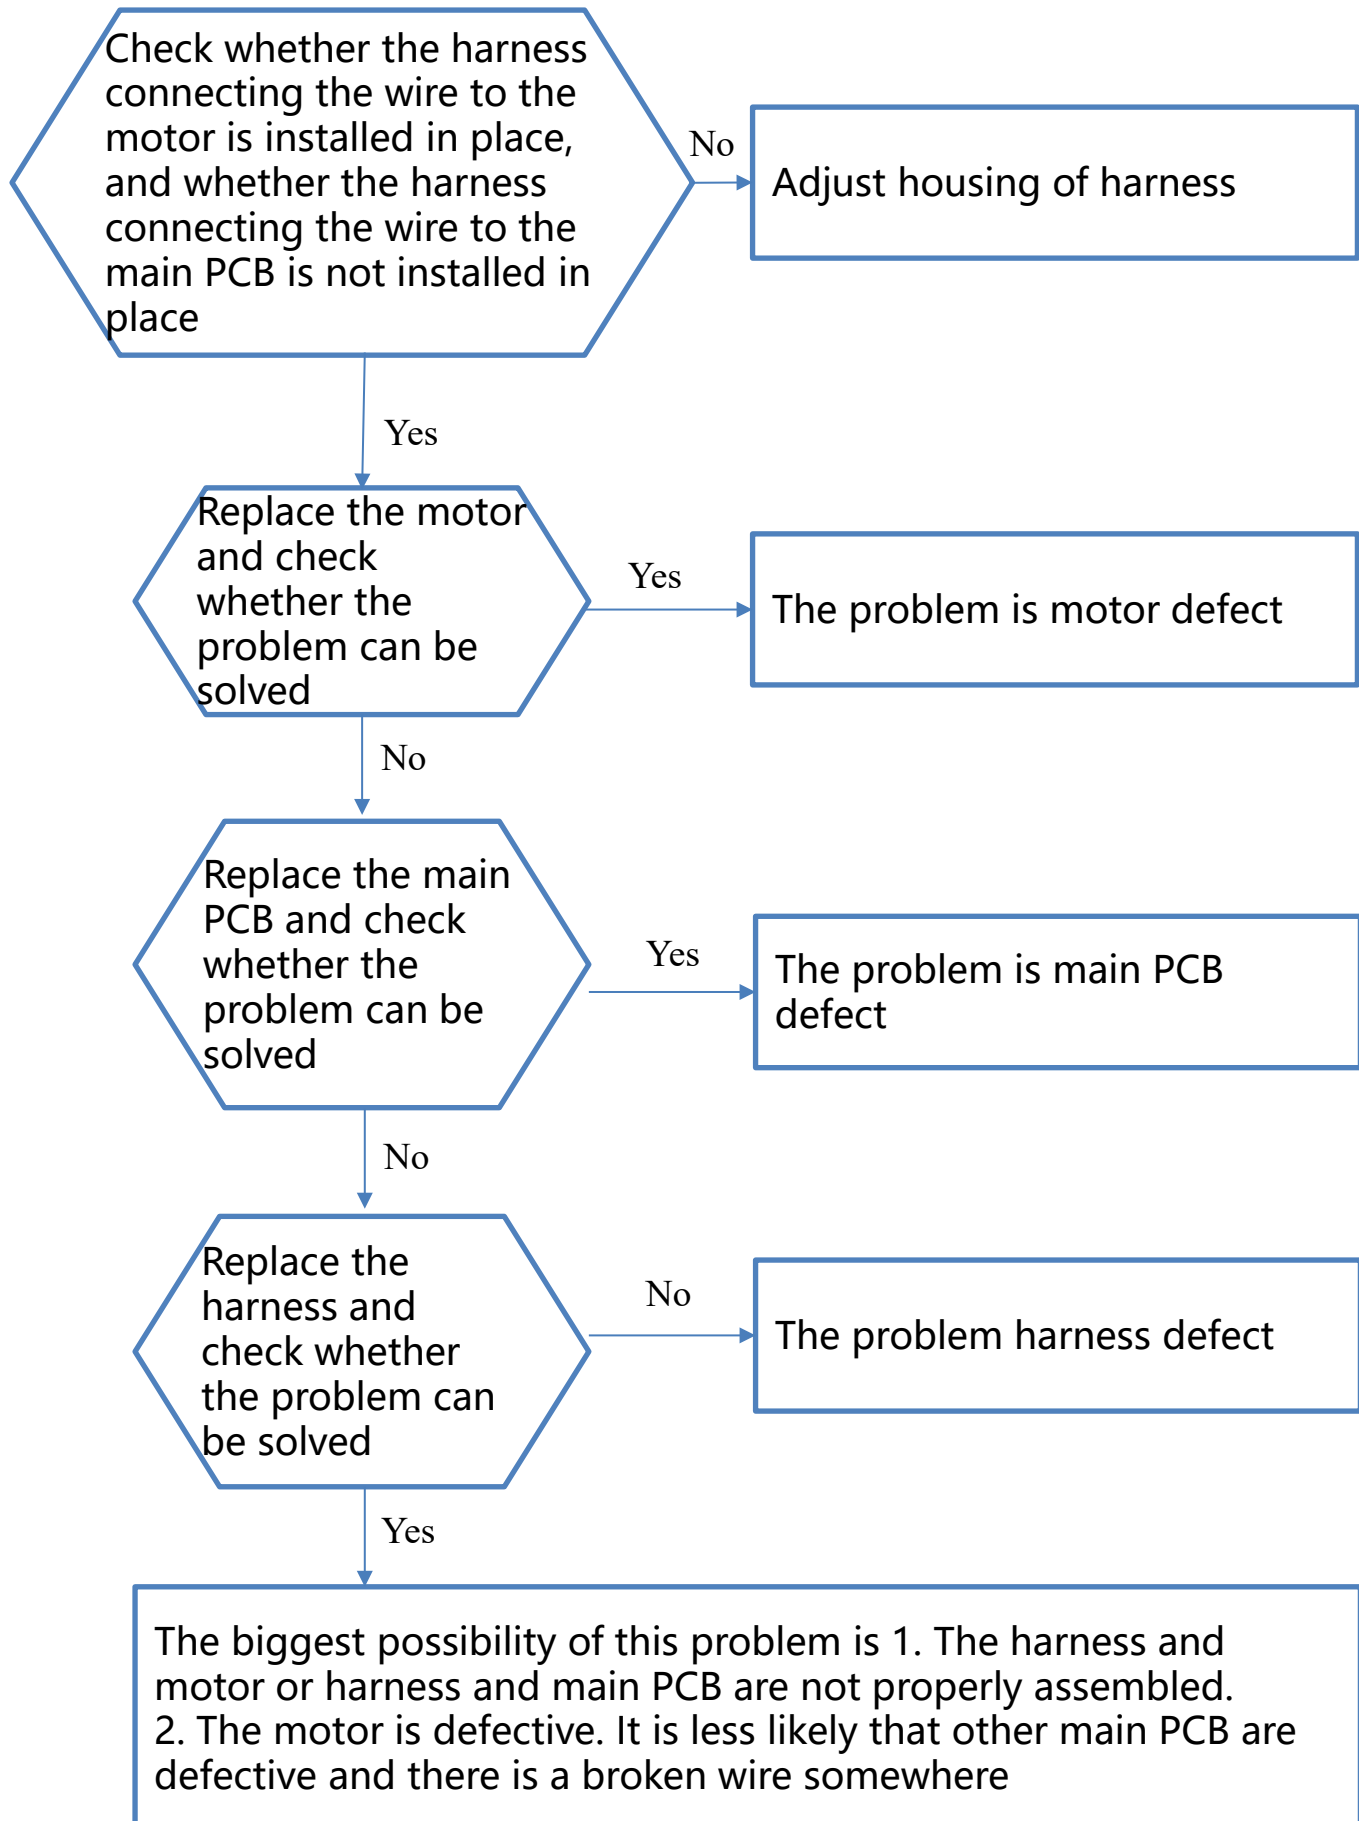 Check whether the harness
connecting the wire to the
motor is installed in place,
and whether the harness
connecting the wire to the
main PCB is not installed in
place
No
Adjust housing of harness
Yes
Replace the motor
and check
whether the
problem can be
solved
Yes
The problem is motor defect
No
Replace the main
PCB and check
whether the
problem can be
solved
Yes
The problem is main PCB
defect
No
Replace the
harness and
check whether
the problem can
be solved
No
The problem harness defect
Yes
The biggest possibility of this problem is 1. The harness and
motor or harness and main PCB are not properly assembled.
2. The motor is defective. It is less likely that other main PCB are
defective and there is a broken wire somewhere